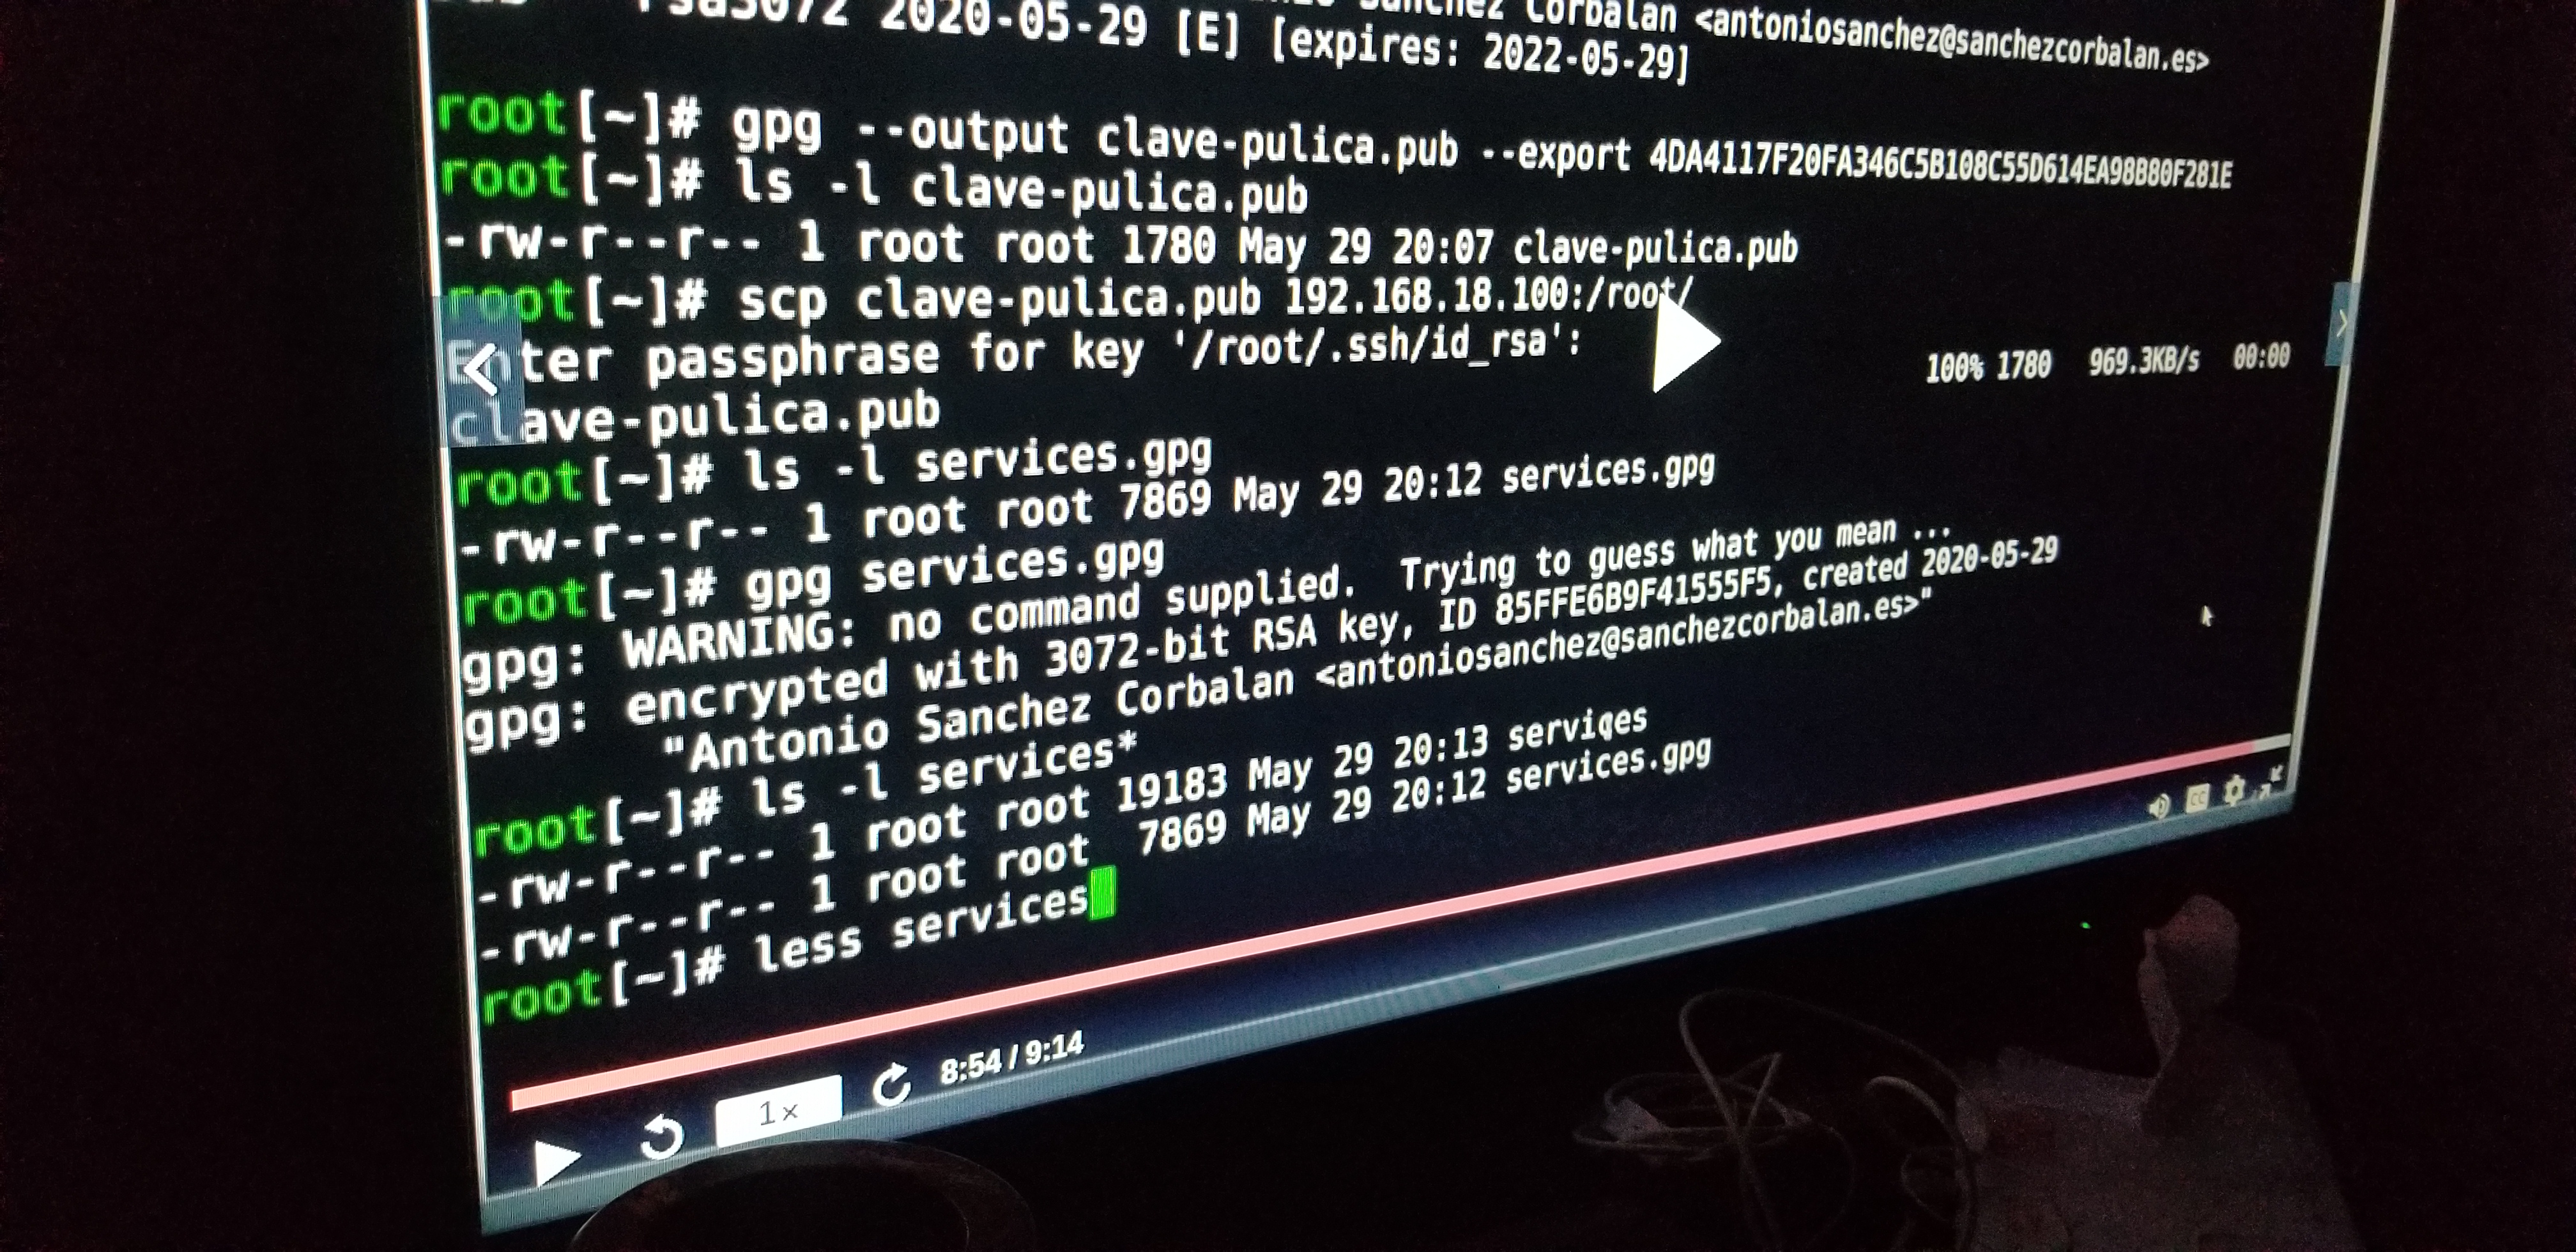 rsa3072 2020-05-29 [E] [expires: 2022-05-29]
Sanchez Corbalan <antoniosanchez@sanchezcorbalan.es>
root[~]# gpg --output clave-pulica.pub --export 4DA4117F20FA346C5B108C55D614EA98B80F281E
root[~]# ls -l clave-pulica.pub
-rw-r--r-- 1 root root 1780 May 29 20:07 clave-pulica.pub
root[~]# scp clave-pulica.pub 192.168.18.100:/root/
Enter passphrase for key '/root/.ssh/id_rsa':
clave-pulica.pub 100% 1780 969.3KB/s 00:00
root[~]# ls -l services.gpg
-rw-r--r-- 1 root root 7869 May 29 20:12 services.gpg
root[~]# gpg services.gpg
gpg: WARNING: no command supplied. Trying to guess what you mean ...
gpg: encrypted with 3072-bit RSA key, ID 85FFE6B9F41555F5, created 2020-05-29
"Antonio Sanchez Corbalan <antoniosanchez@sanchezcorbalan.es>"
root[~]# ls -l services*
-rw-r--r-- 1 root root 19183 May 29 20:13 services
-rw-r--r-- 1 root root 7869 May 29 20:12 services.gpg
root[~]# less services
1x
8:54 / 9:14
CC